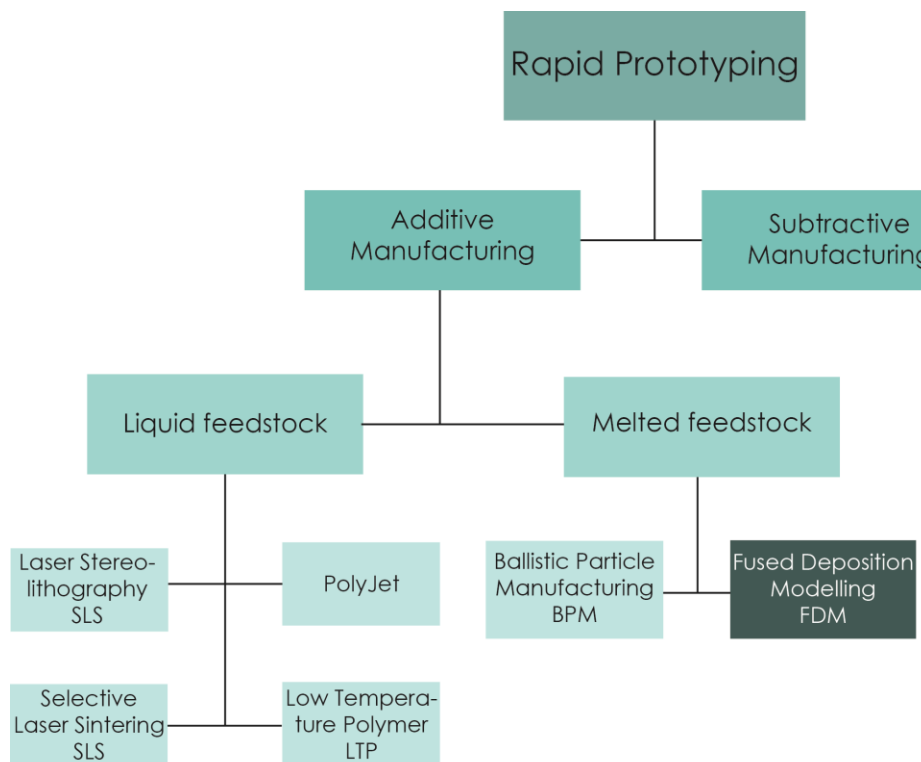 Rapid Prototyping
Additive
Manufacturing
Subtractive
Manufacturing
Liquid feedstock
Melted feedstock
Laser Stereo-
lithography
SLS
PolyJet
Ballistic Particle
Manufacturing
BPM
Fused Deposition
Modelling
FDM
Selective
Laser Sintering
SLS
Low Tempera-
ture Polymer
LTP